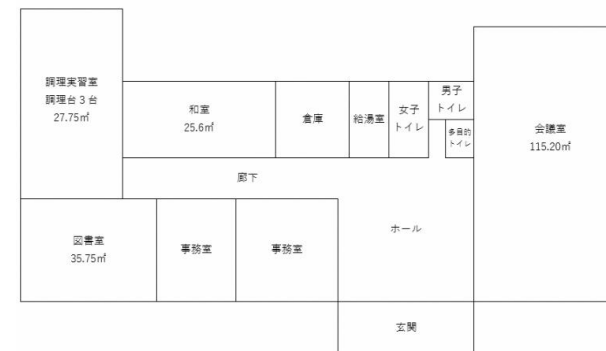 調理実習室
調理台３台
27.75㎡
和室
25.6㎡
倉庫
給湯室
女子
トイレ
男子
トイレ
多目的
トイレ
会議室
115.20㎡
廊下
ホール
図書室
35.75㎡
事務室
事務室
玄関